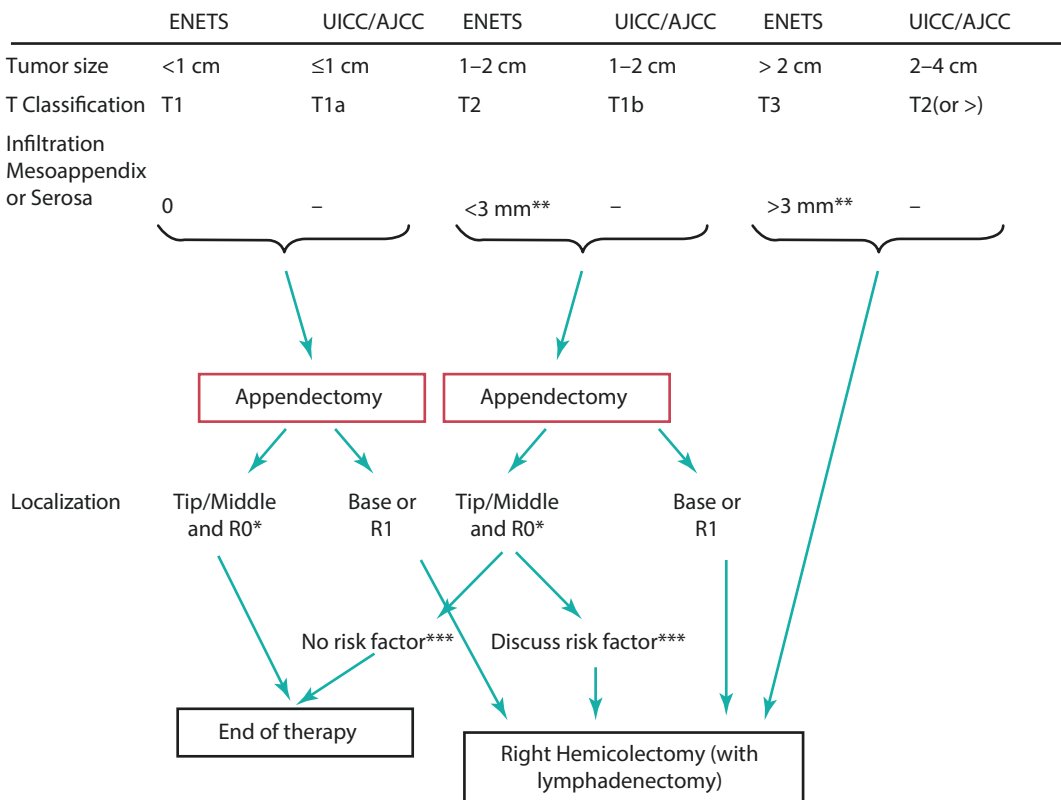 ENETS UICC/AJCC ENETS UICC/AJCC ENETS UICC/AJCC
Tumor size <1 cm ≤1 cm 1–2 cm 1–2 cm > 2 cm 2–4 cm
T Classification T1 T1a T2 T1b T3 T2(or >)
Infiltration
Mesoappendix
or Serosa 0 – <3 mm** – >3 mm** –
Appendectomy Appendectomy
Localization Tip/Middle Base or Tip/Middle Base or
and R0* R1 and R0* R1
No risk factor*** Discuss risk factor***
End of therapy
Right Hemicolectomy (with
lymphadenectomy)